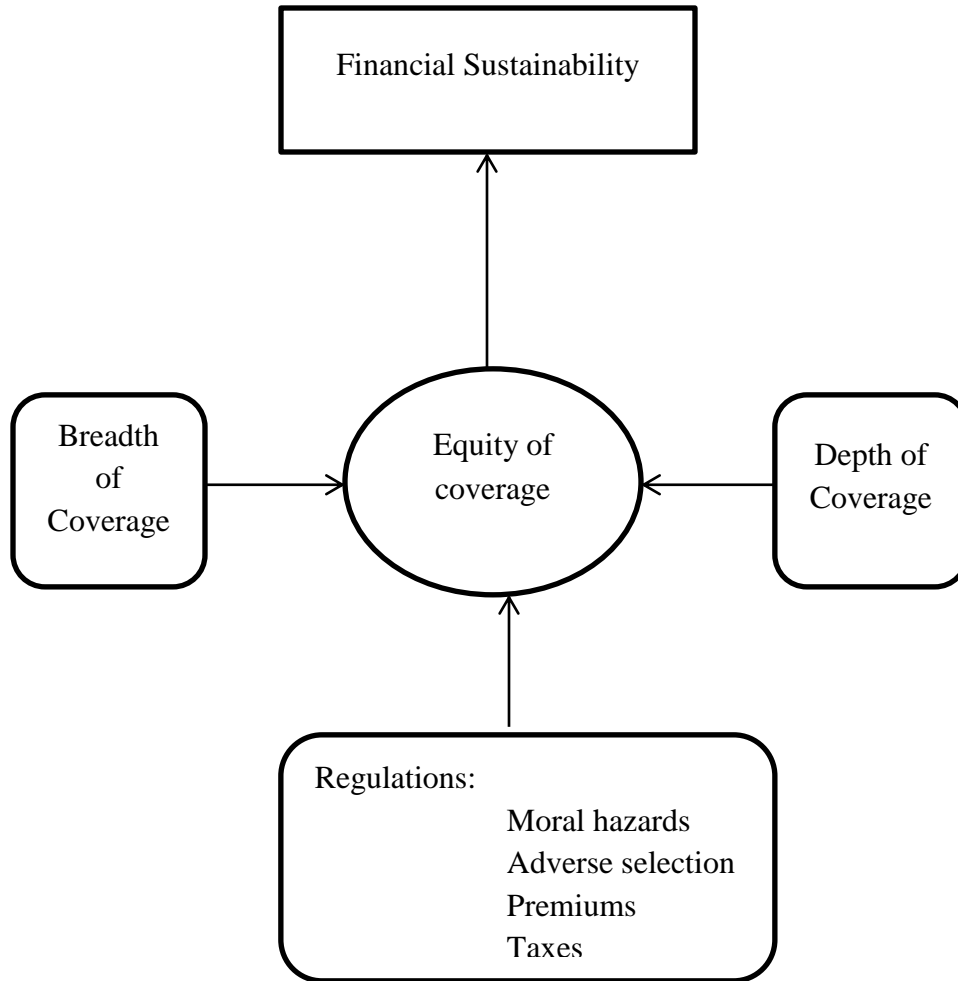 Financial Sustainability
Breadth
of
Coverage
Equity of
coverage
Depth of
Coverage
Regulations:
Moral hazards
Adverse selection
Premiums
Taxes